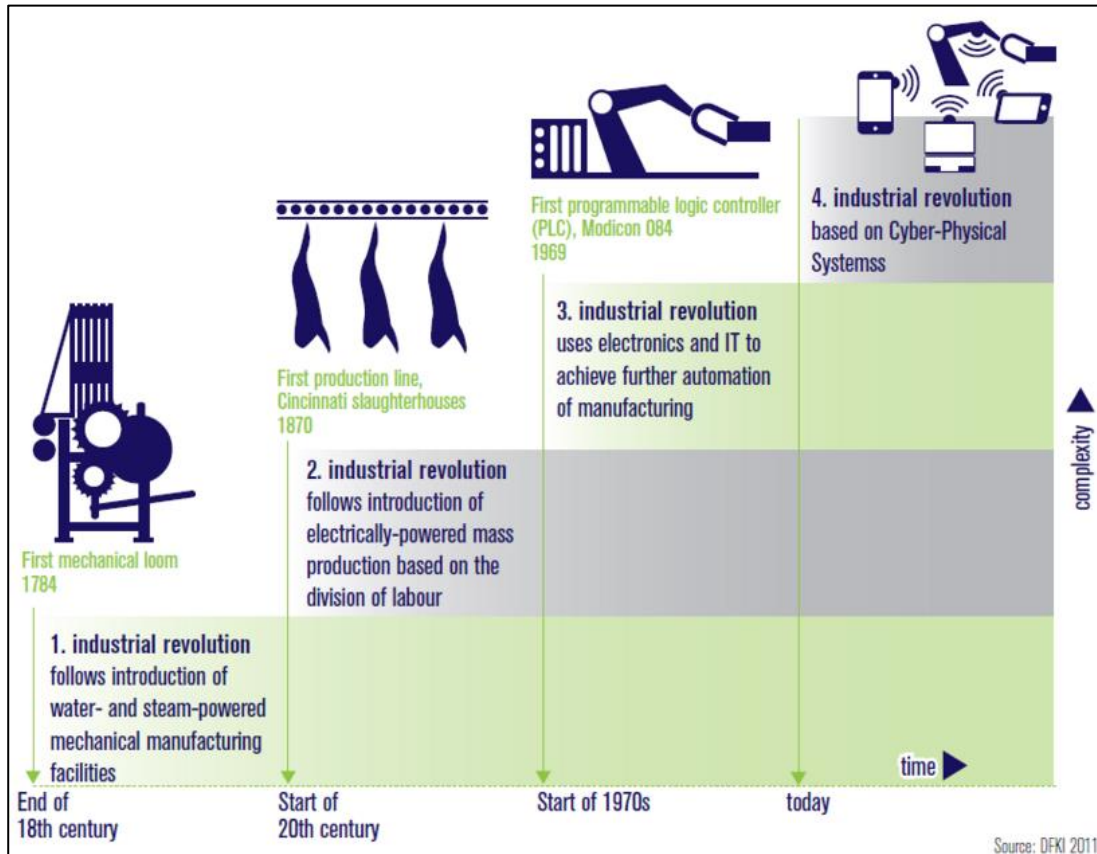 First mechanical loom
1784
First production line,
Cincinnati slaughterhouses
1870
First programmable logic controller
(PLC), Modicon 084
1969
4. industrial revolution
based on Cyber-Physical
Systemss
3. industrial revolution
uses electronics and IT to
achieve further automation
of manufacturing
2. industrial revolution
follows introduction of
electrically-powered mass
production based on the
division of labour
1. industrial revolution
follows introduction of
water- and steam-powered
mechanical manufacturing
facilities
complexity
time
End of
18th century
Start of
20th century
Start of 1970s
today
Source: DFKI 2011